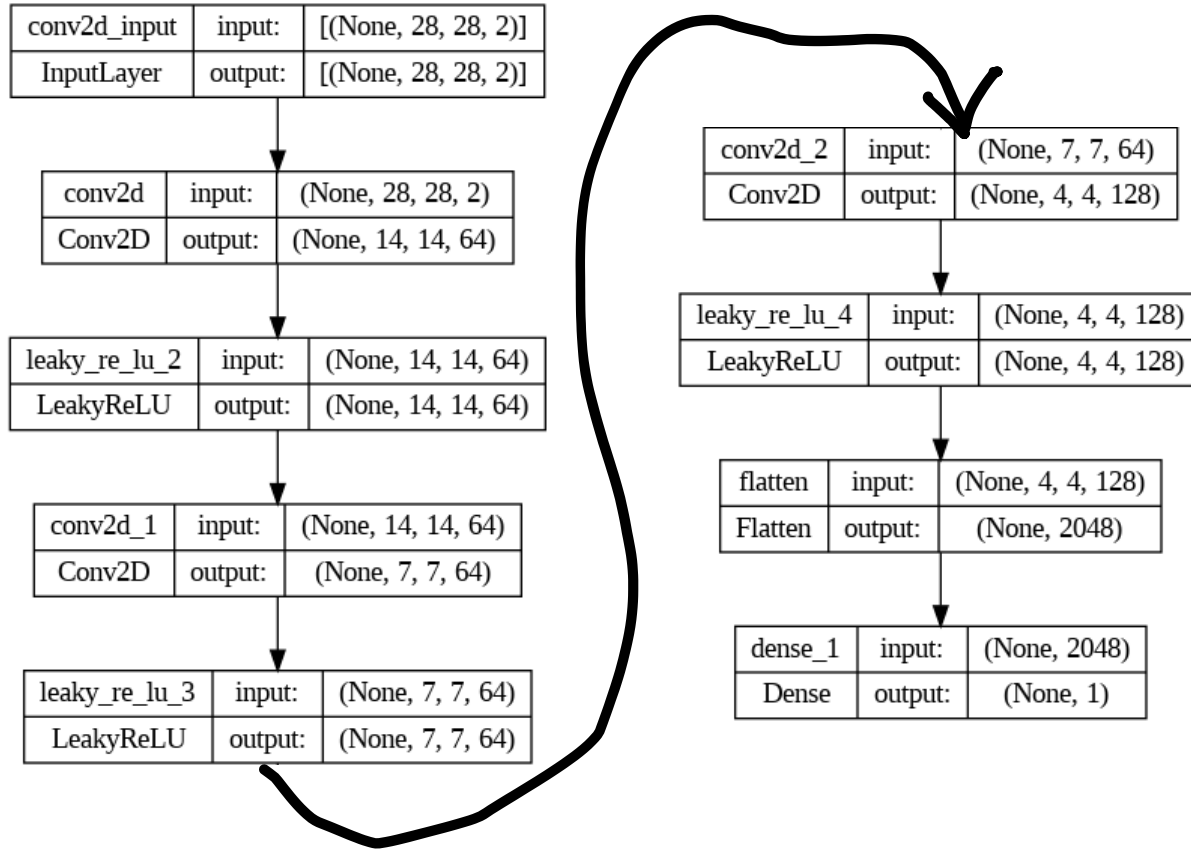 conv2d_input input: [(None, 28, 28, 2)]
InputLayer output: [(None, 28, 28, 2)]
conv2d input: (None, 28, 28, 2)
Conv2D output: (None, 14, 14, 64)
leaky_re_lu_2 input: (None, 14, 14, 64)
LeakyReLU output: (None, 14, 14, 64)
conv2d_1 input: (None, 14, 14, 64)
Conv2D output: (None, 7, 7, 64)
leaky_re_lu_3 input: (None, 7, 7, 64)
LeakyReLU output: (None, 7, 7, 64)
conv2d_2 input: (None, 7, 7, 64)
Conv2D output: (None, 4, 4, 128)
leaky_re_lu_4 input: (None, 4, 4, 128)
LeakyReLU output: (None, 4, 4, 128)
flatten input: (None, 4, 4, 128)
Flatten output: (None, 2048)
dense_1 input: (None, 2048)
Dense output: (None, 1)